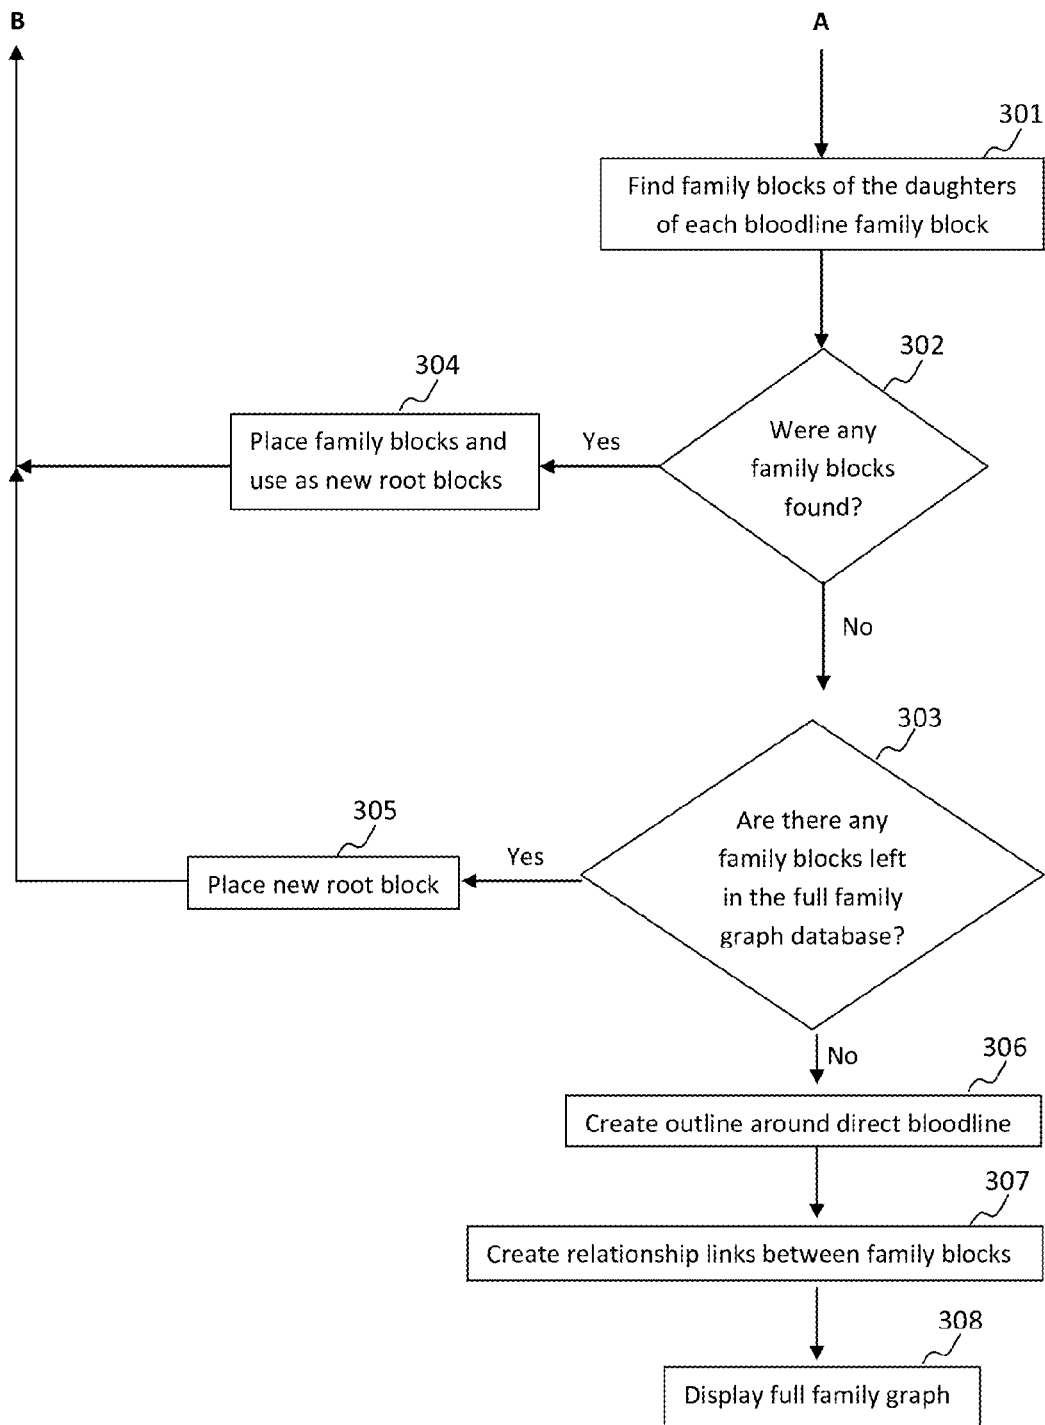 B
A
301
Find family blocks of the daughters
of each bloodline family block
302
Were any
family blocks
found?
Yes
304
Place family blocks and
use as new root blocks
No
303
Are there any
family blocks left
in the full family
graph database?
Yes
305
Place new root block
No
306
Create outline around direct bloodline
307
Create relationship links between family blocks
308
Display full family graph